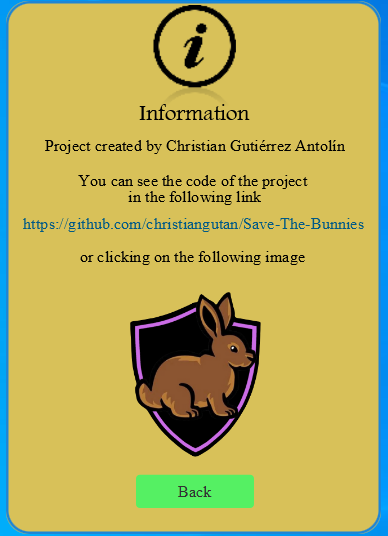 i
Information
Project created by Christian Gutiérrez Antolín
You can see the code of the project
in the following link
https://github.com/christiangutan/Save-The-Bunnies
or clicking on the following image
Back